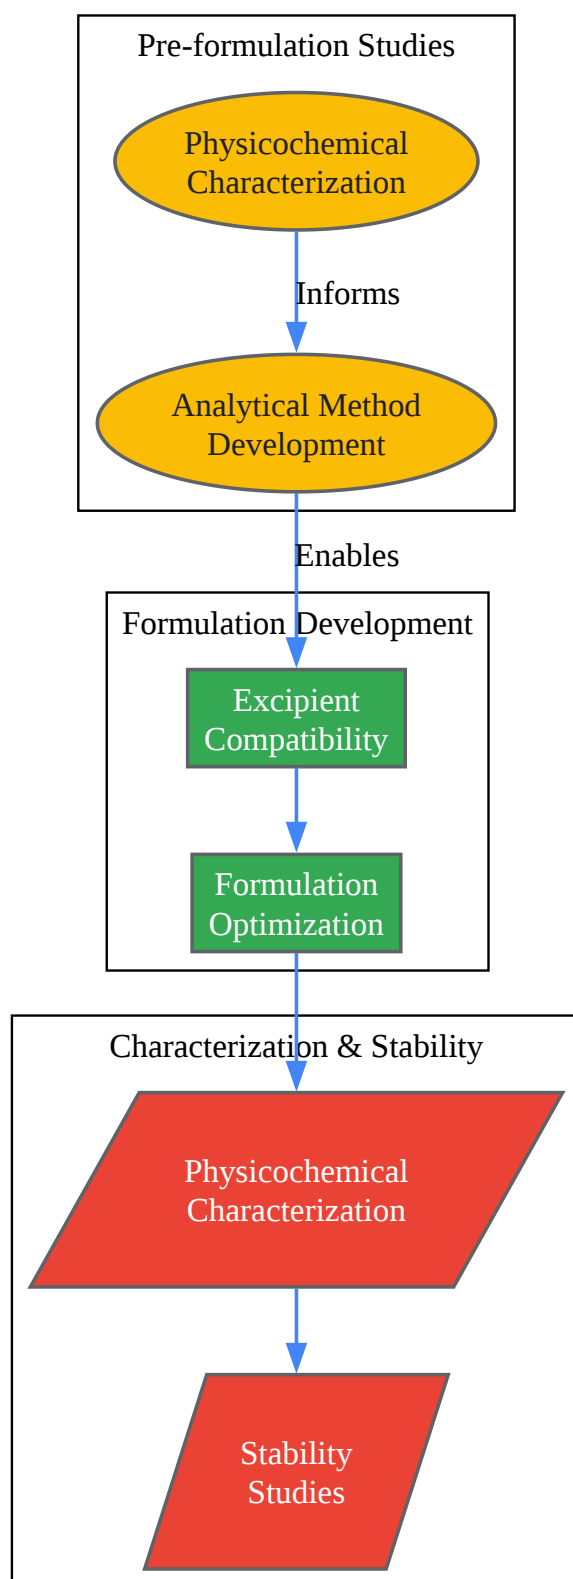 Pre-formulation Studies
Physicochemical
Characterization
Informs
Analytical Method
Development
Enables
Formulation Development
Excipient
Compatibility
Formulation
Optimization
Characterization & Stability
Physicochemical
Characterization
Stability
Studies